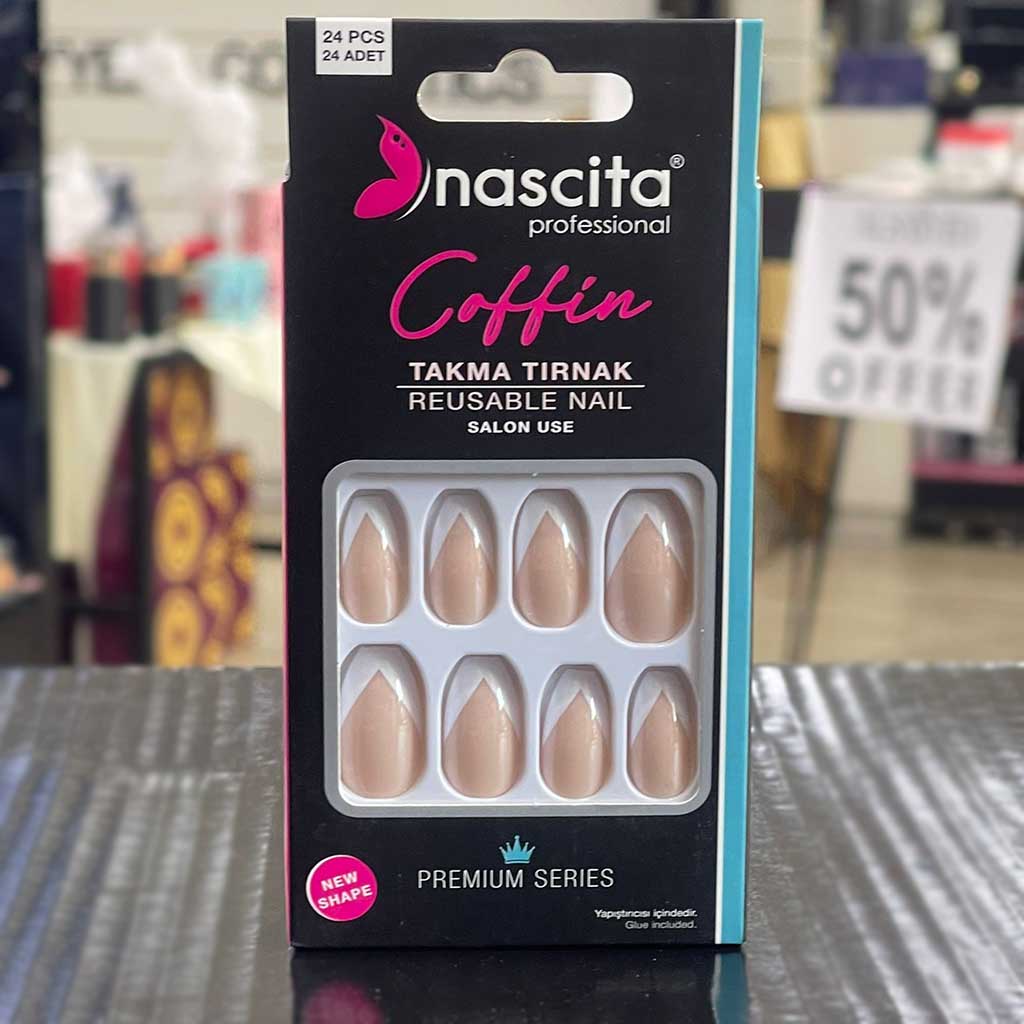 24 PCS
24 ADET
nascita®
professional
Coffin
TAKMA TIRNAK
REUSABLE NAIL
SALON USE
50%
OFFER
NEW
SHAPE
PREMIUM SERIES
Yapıştırıcısı içindedir.
Glue included.